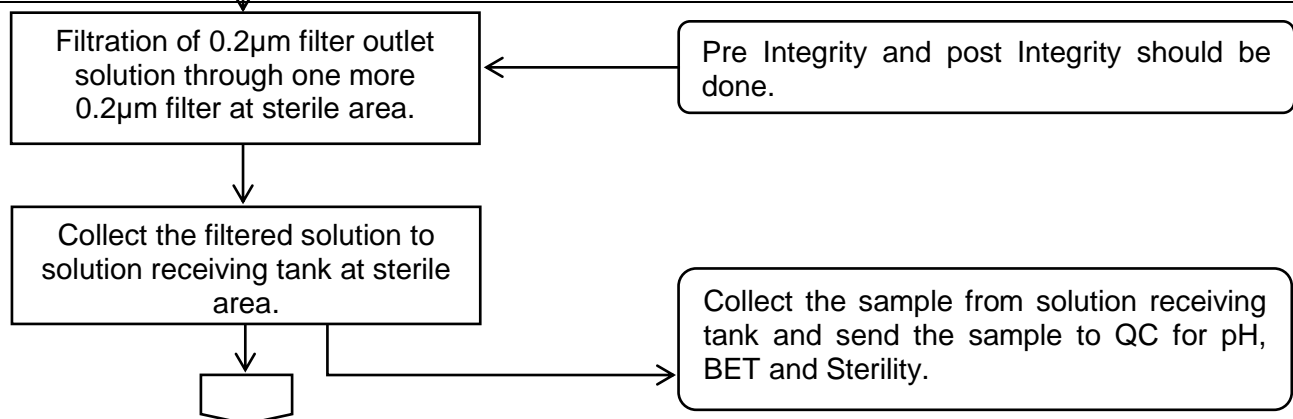 Filtration of 0.2µm filter outlet
solution through one more
0.2µm filter at sterile area.
Pre Integrity and post Integrity should be
done.
Collect the filtered solution to
solution receiving tank at sterile
area.
Collect the sample from solution receiving
tank and send the sample to QC for pH,
BET and Sterility.